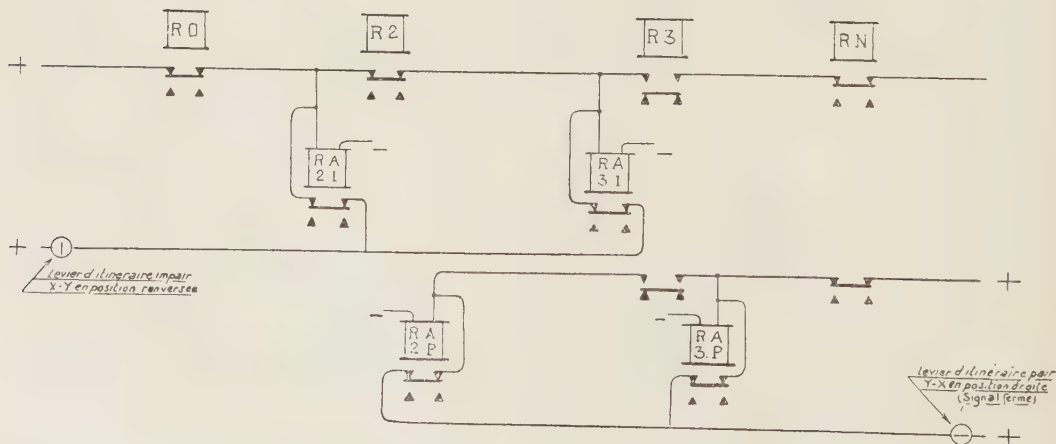 R0
R2
R3
RN
+
RA
2 I
RA
3 I
+
Levier d'itinéraire impair
X-Y en position renversée
+
RA
2 P
RA
3.P
Levier d'itinéraire pair
Y-X en position droite
(Signal fermé)
+